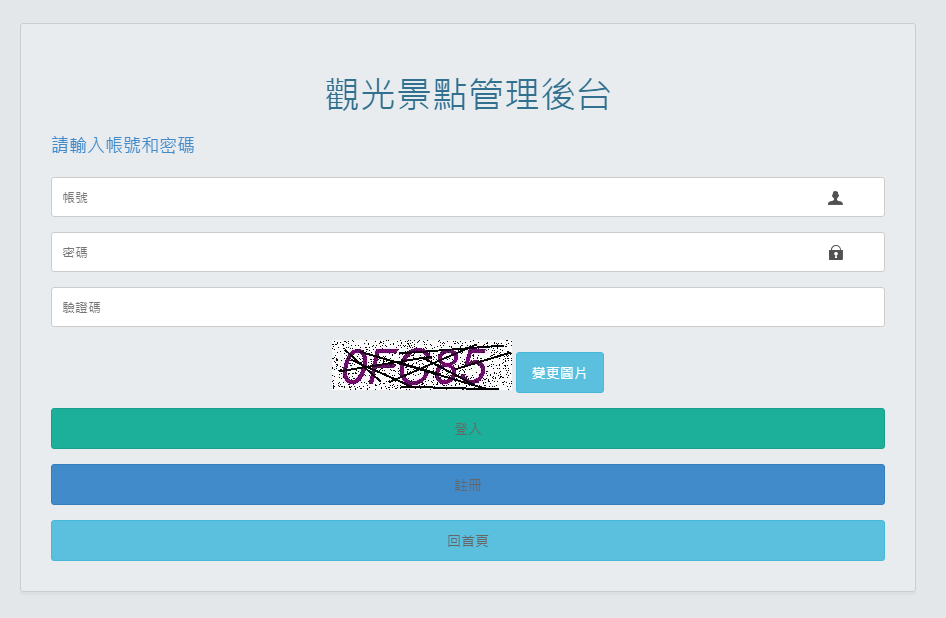 觀光景點管理後台
請輸入帳號和密碼
帳號
密碼
驗證碼
變更圖片
登入
註冊
回首頁